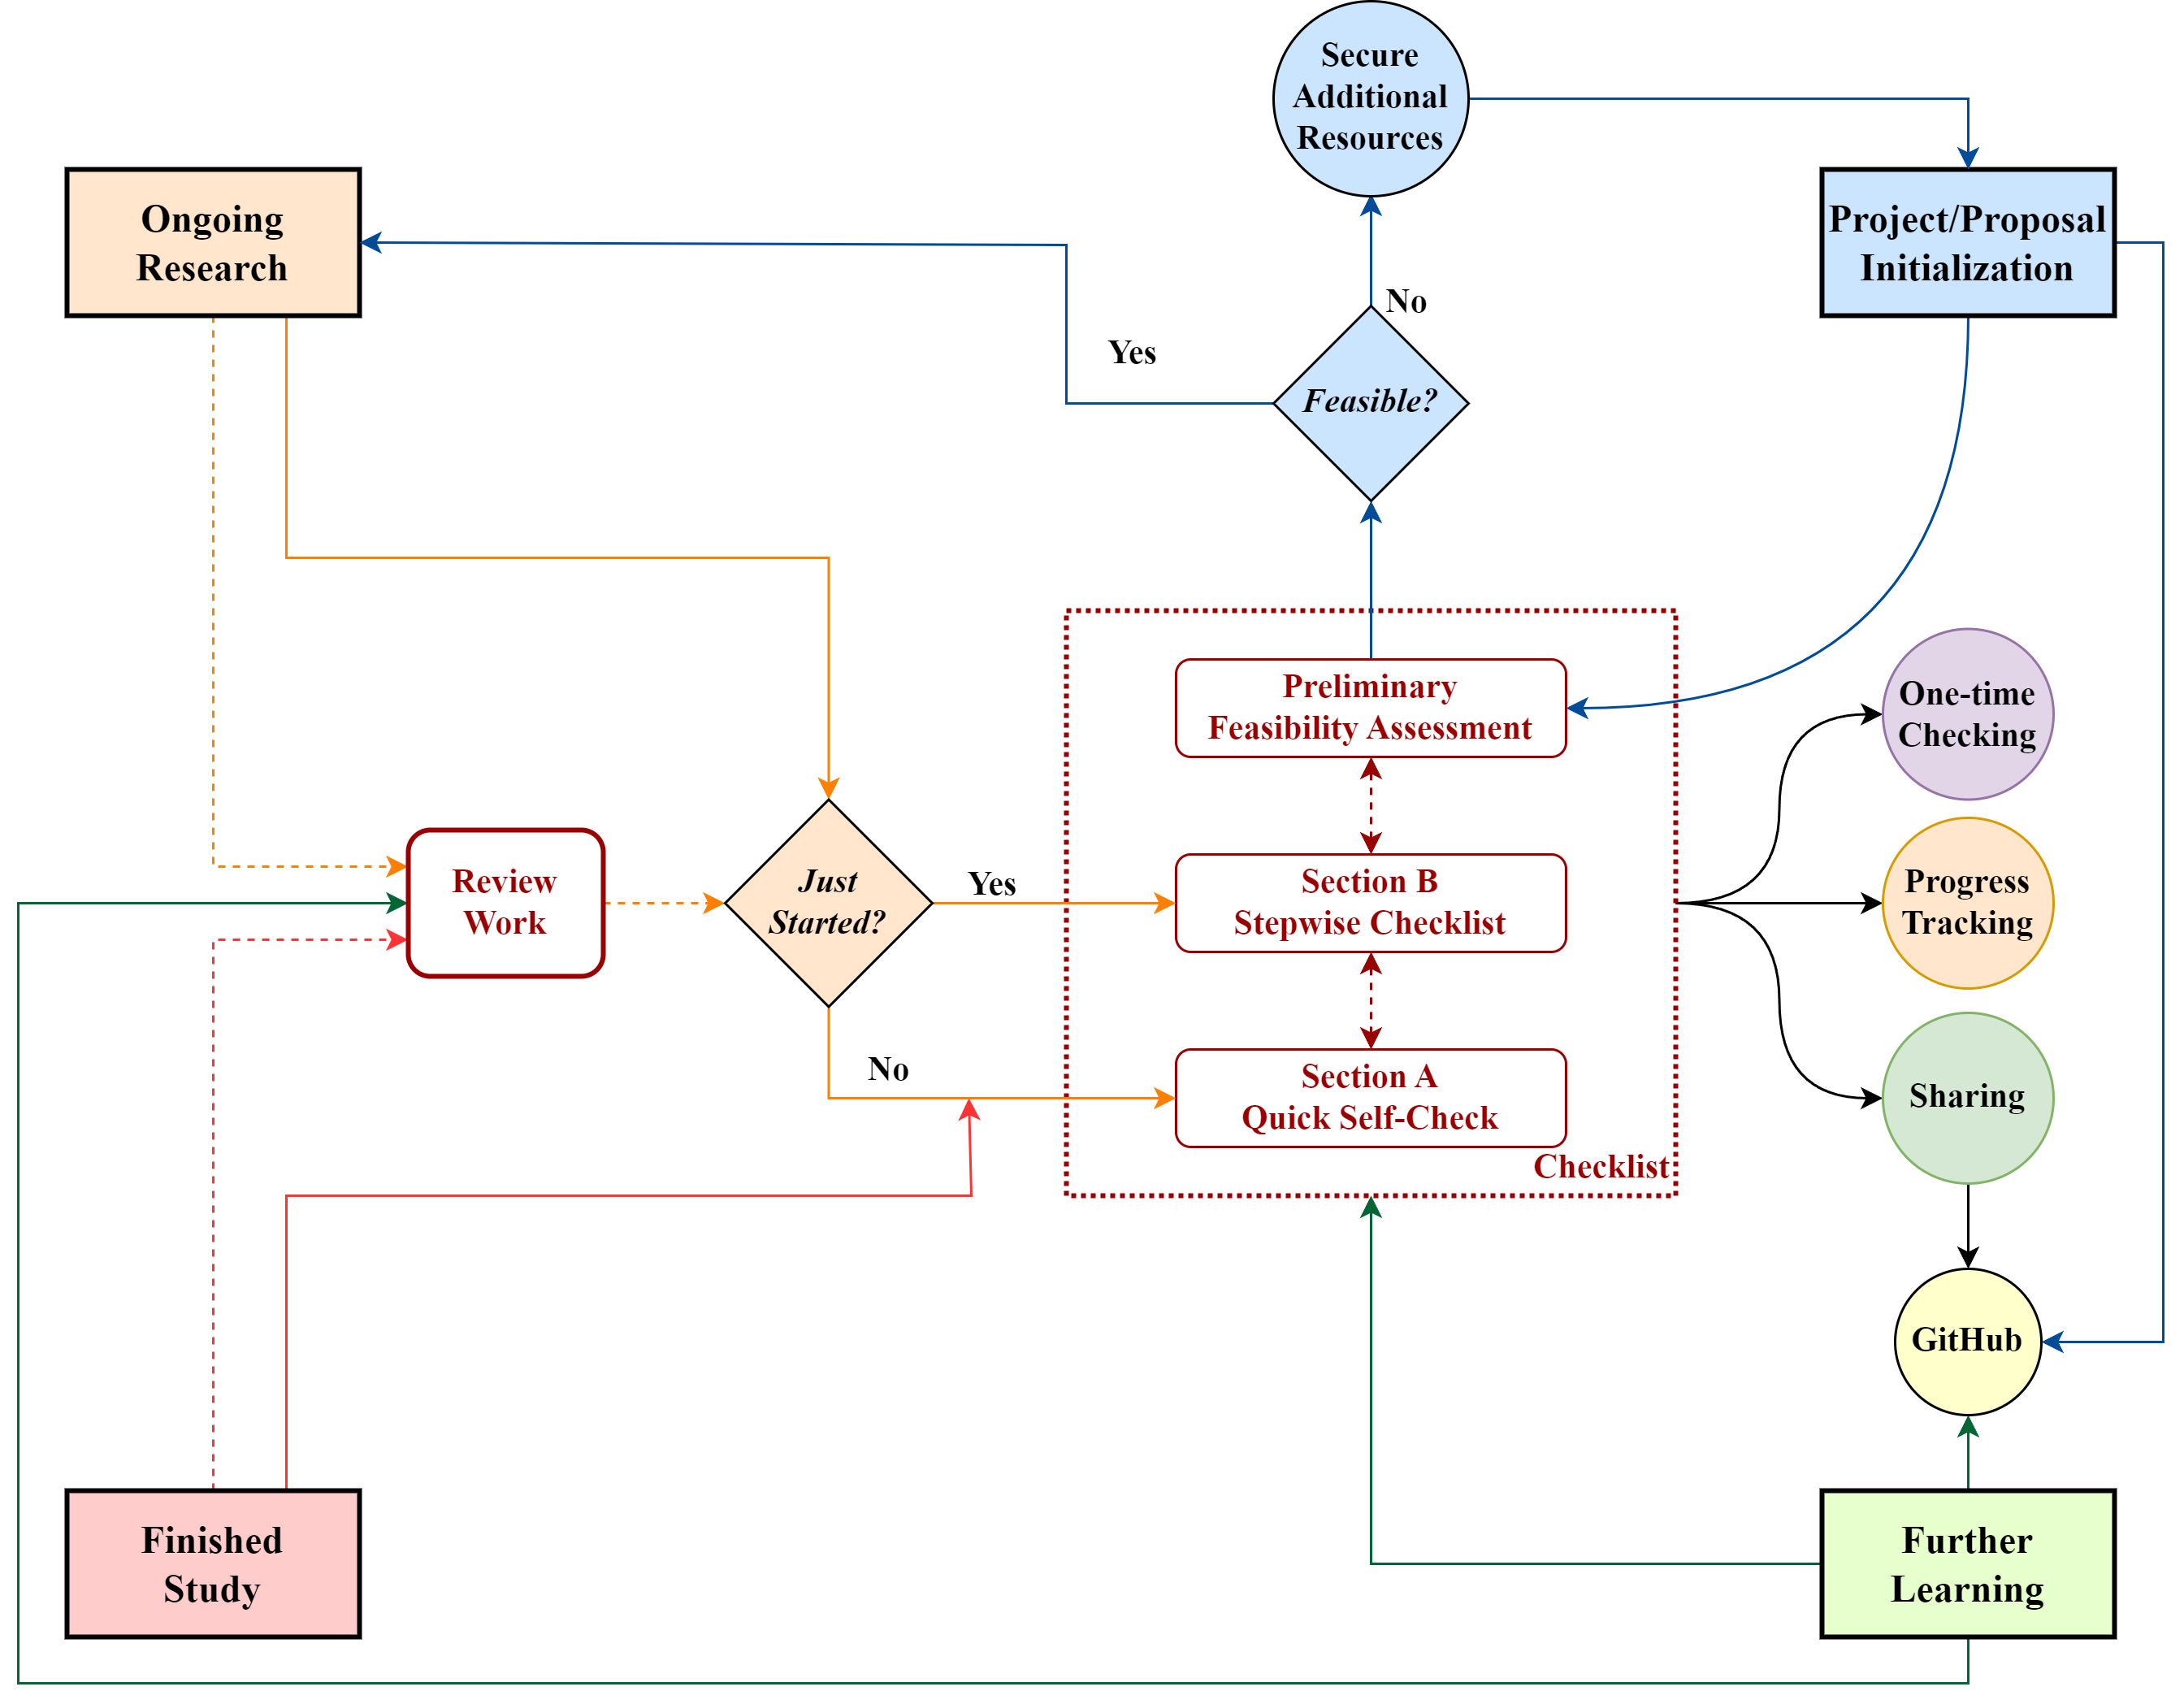 Secure
Additional
Resources
Ongoing
Research
Project/Proposal
Initialization
No
Yes
Feasible?
Preliminary
Feasibility Assessment
One-time
Checking
Review
Work
Just
Started?
Yes
Section B
Stepwise Checklist
Progress
Tracking
No
Section A
Quick Self-Check
Sharing
Checklist
GitHub
Finished
Study
Further
Learning